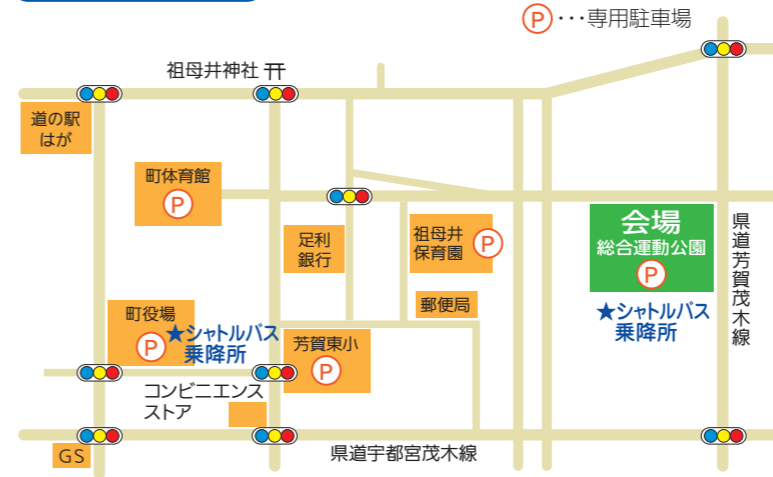 P・・・専用駐車場
祖母井神社
道の駅
はが
町体育館
P
足利
銀行
祖母井
保育園
P
会場
総合運動公園
P
★シャトルバス
乗降所
県道芳賀茂木線
郵便局
町役場
P
★シャトルバス
乗降所
芳賀東小
P
コンビニエンス
ストア
GS
県道宇都宮茂木線